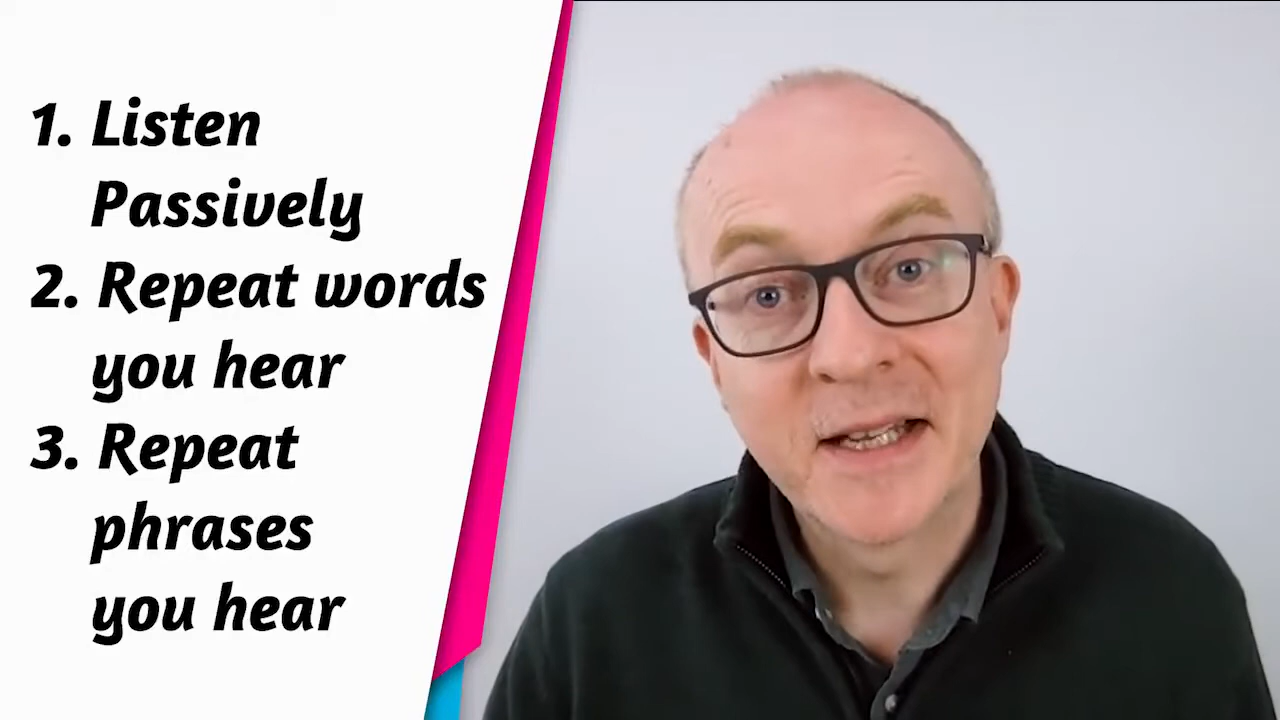 1. Listen
Passively
2. Repeat words
you hear
3. Repeat
phrases
you hear